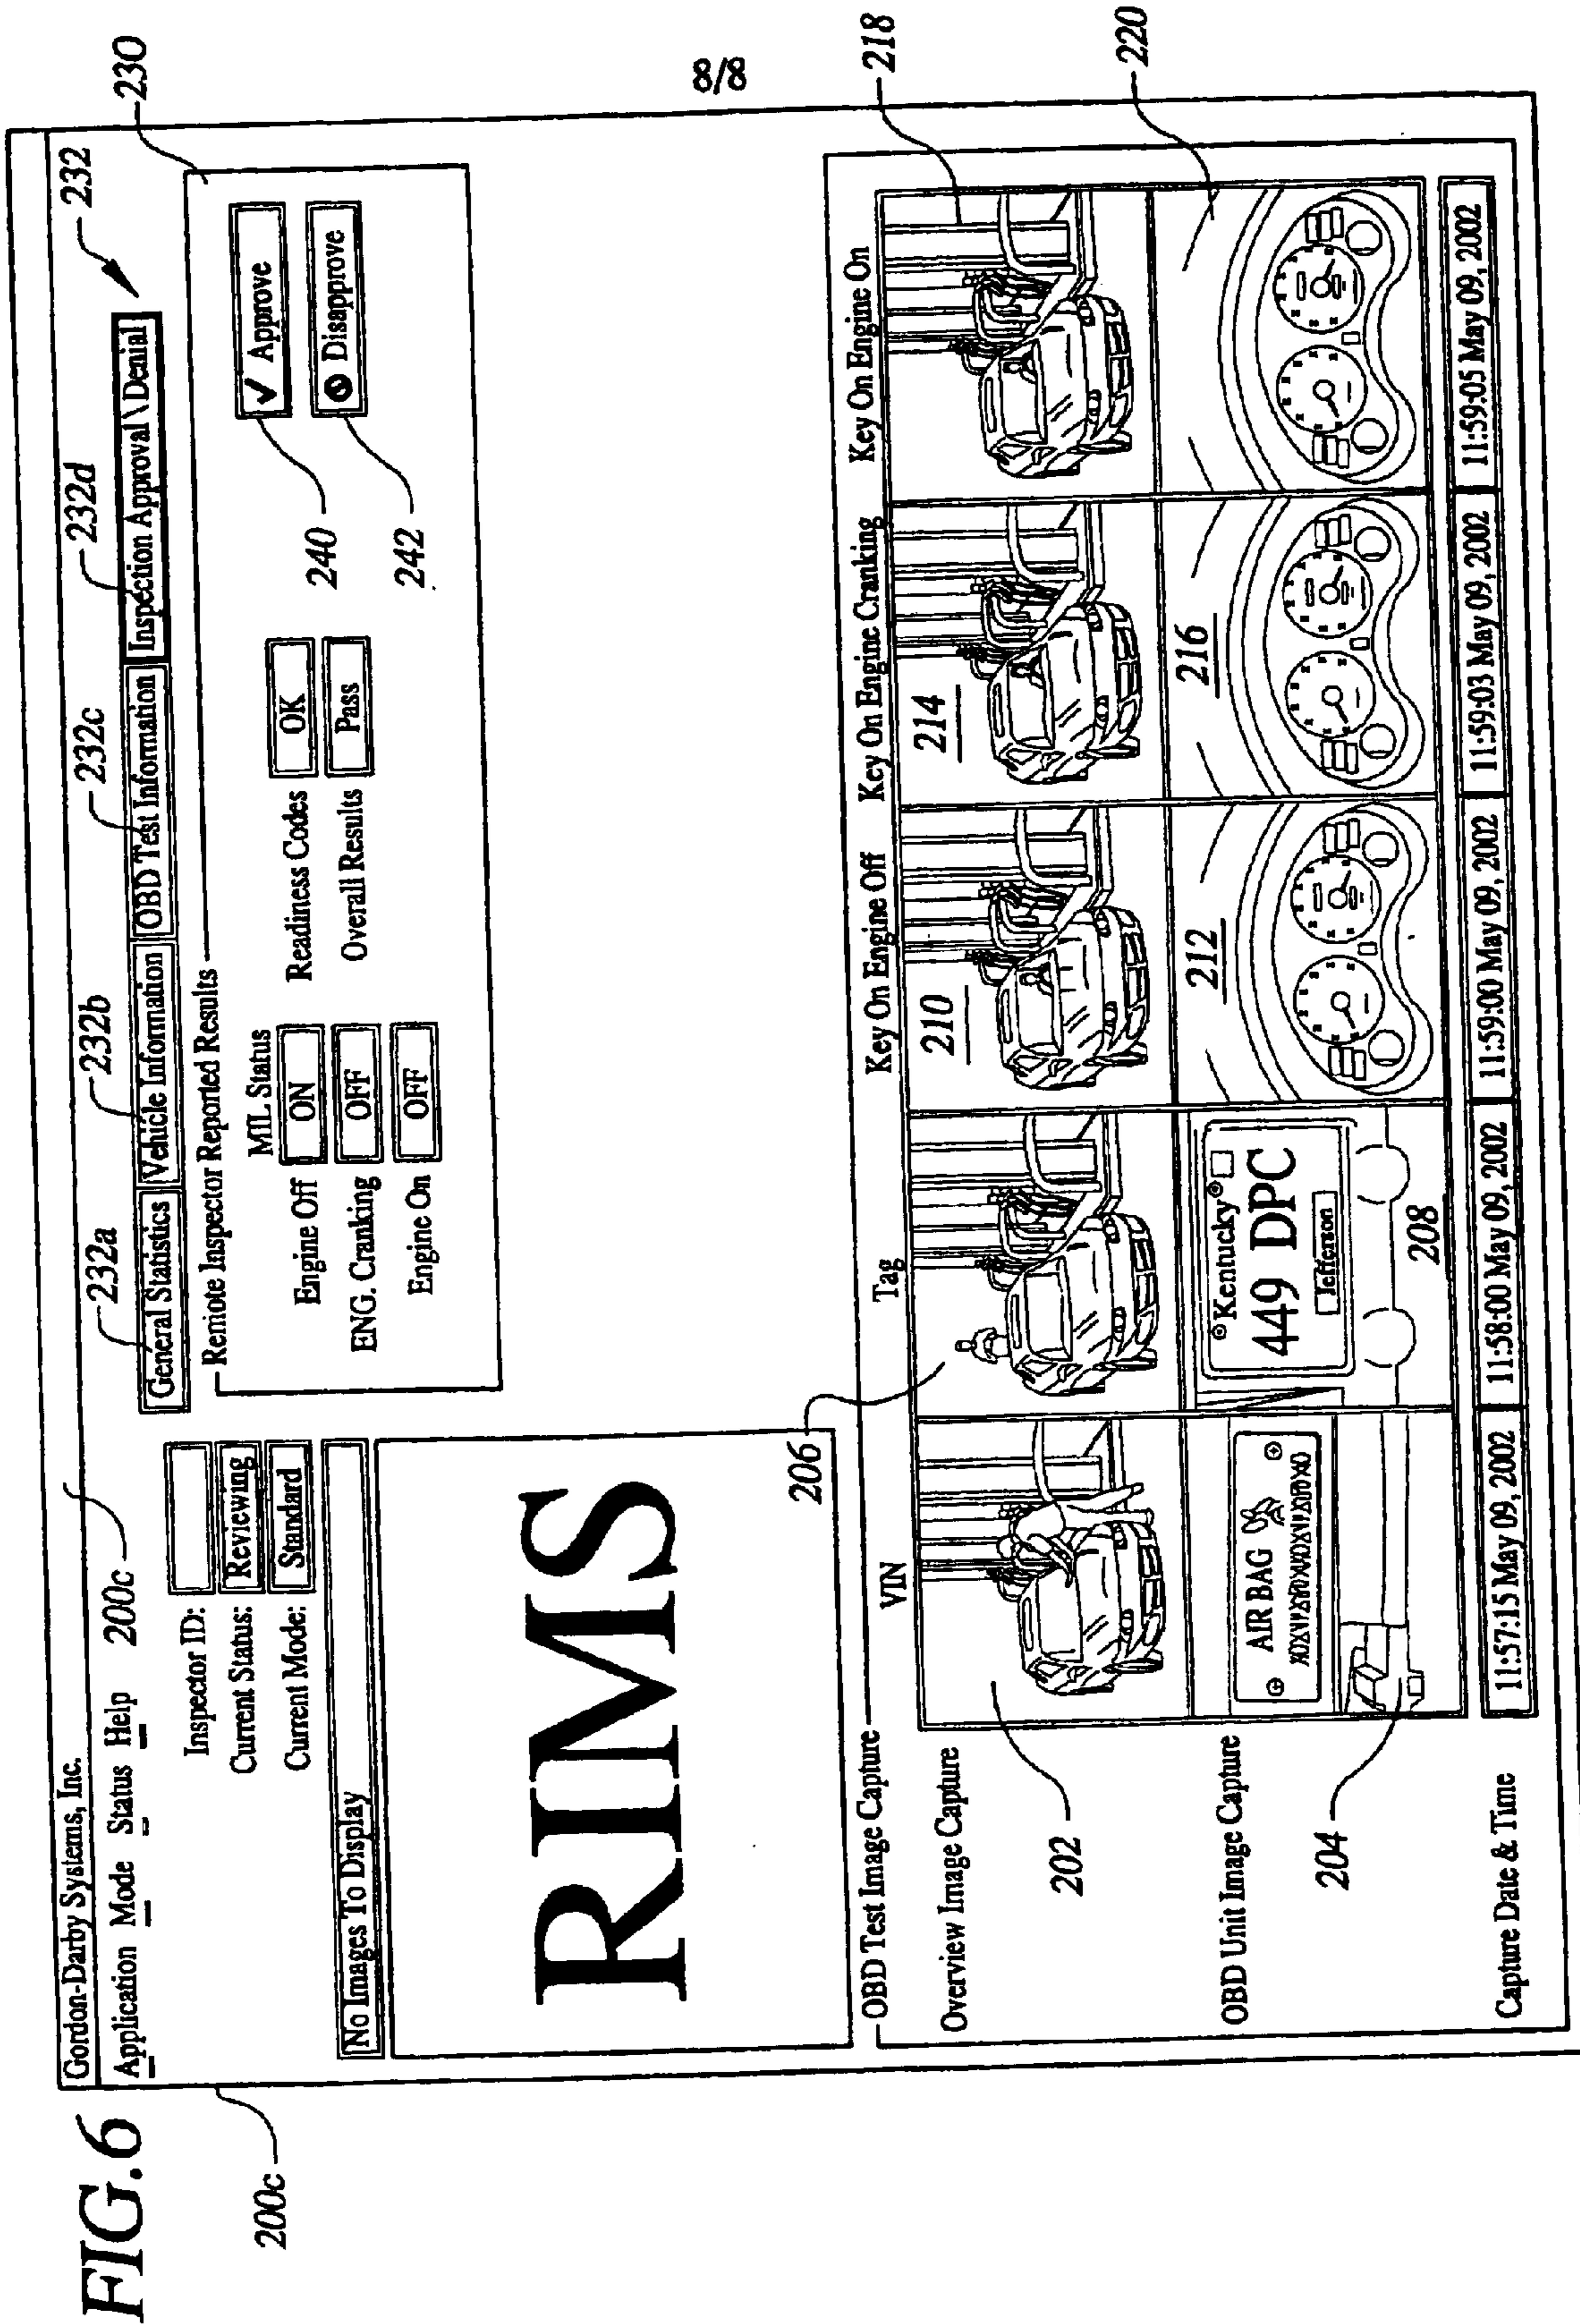 FIG.6
8/8
200c
Gordon-Darby Systems, Inc.
Application Mode Status Help 200c
Inspector ID:
Current Status: Reviewing
Current Mode: Standard
No Images To Display
RIMS
232a 232b 232c 232d 232
General Statistics Vehicle Information OBD Test Information Inspection Approval \ Denial
230
Remote Inspector Reported Results
MIL Status
Engine Off ON Readiness Codes OK
ENG. Cranking OFF Overall Results Pass
Engine On OFF
✓ Approve
240
Disapprove
242
206
OBD Test Image Capture
VIN Tag Key On Engine Off Key On Engine Cranking Key On Engine On
218
Overview Image Capture
202
210 214
OBD Unit Image Capture
204
AIR BAG
Kentucky
449 DPC
Jefferson
208
212 216
220
Capture Date & Time
11:57:15 May 09, 2002 11:58:00 May 09, 2002 11:59:00 May 09, 2002 11:59:03 May 09, 2002 11:59:05 May 09, 2002